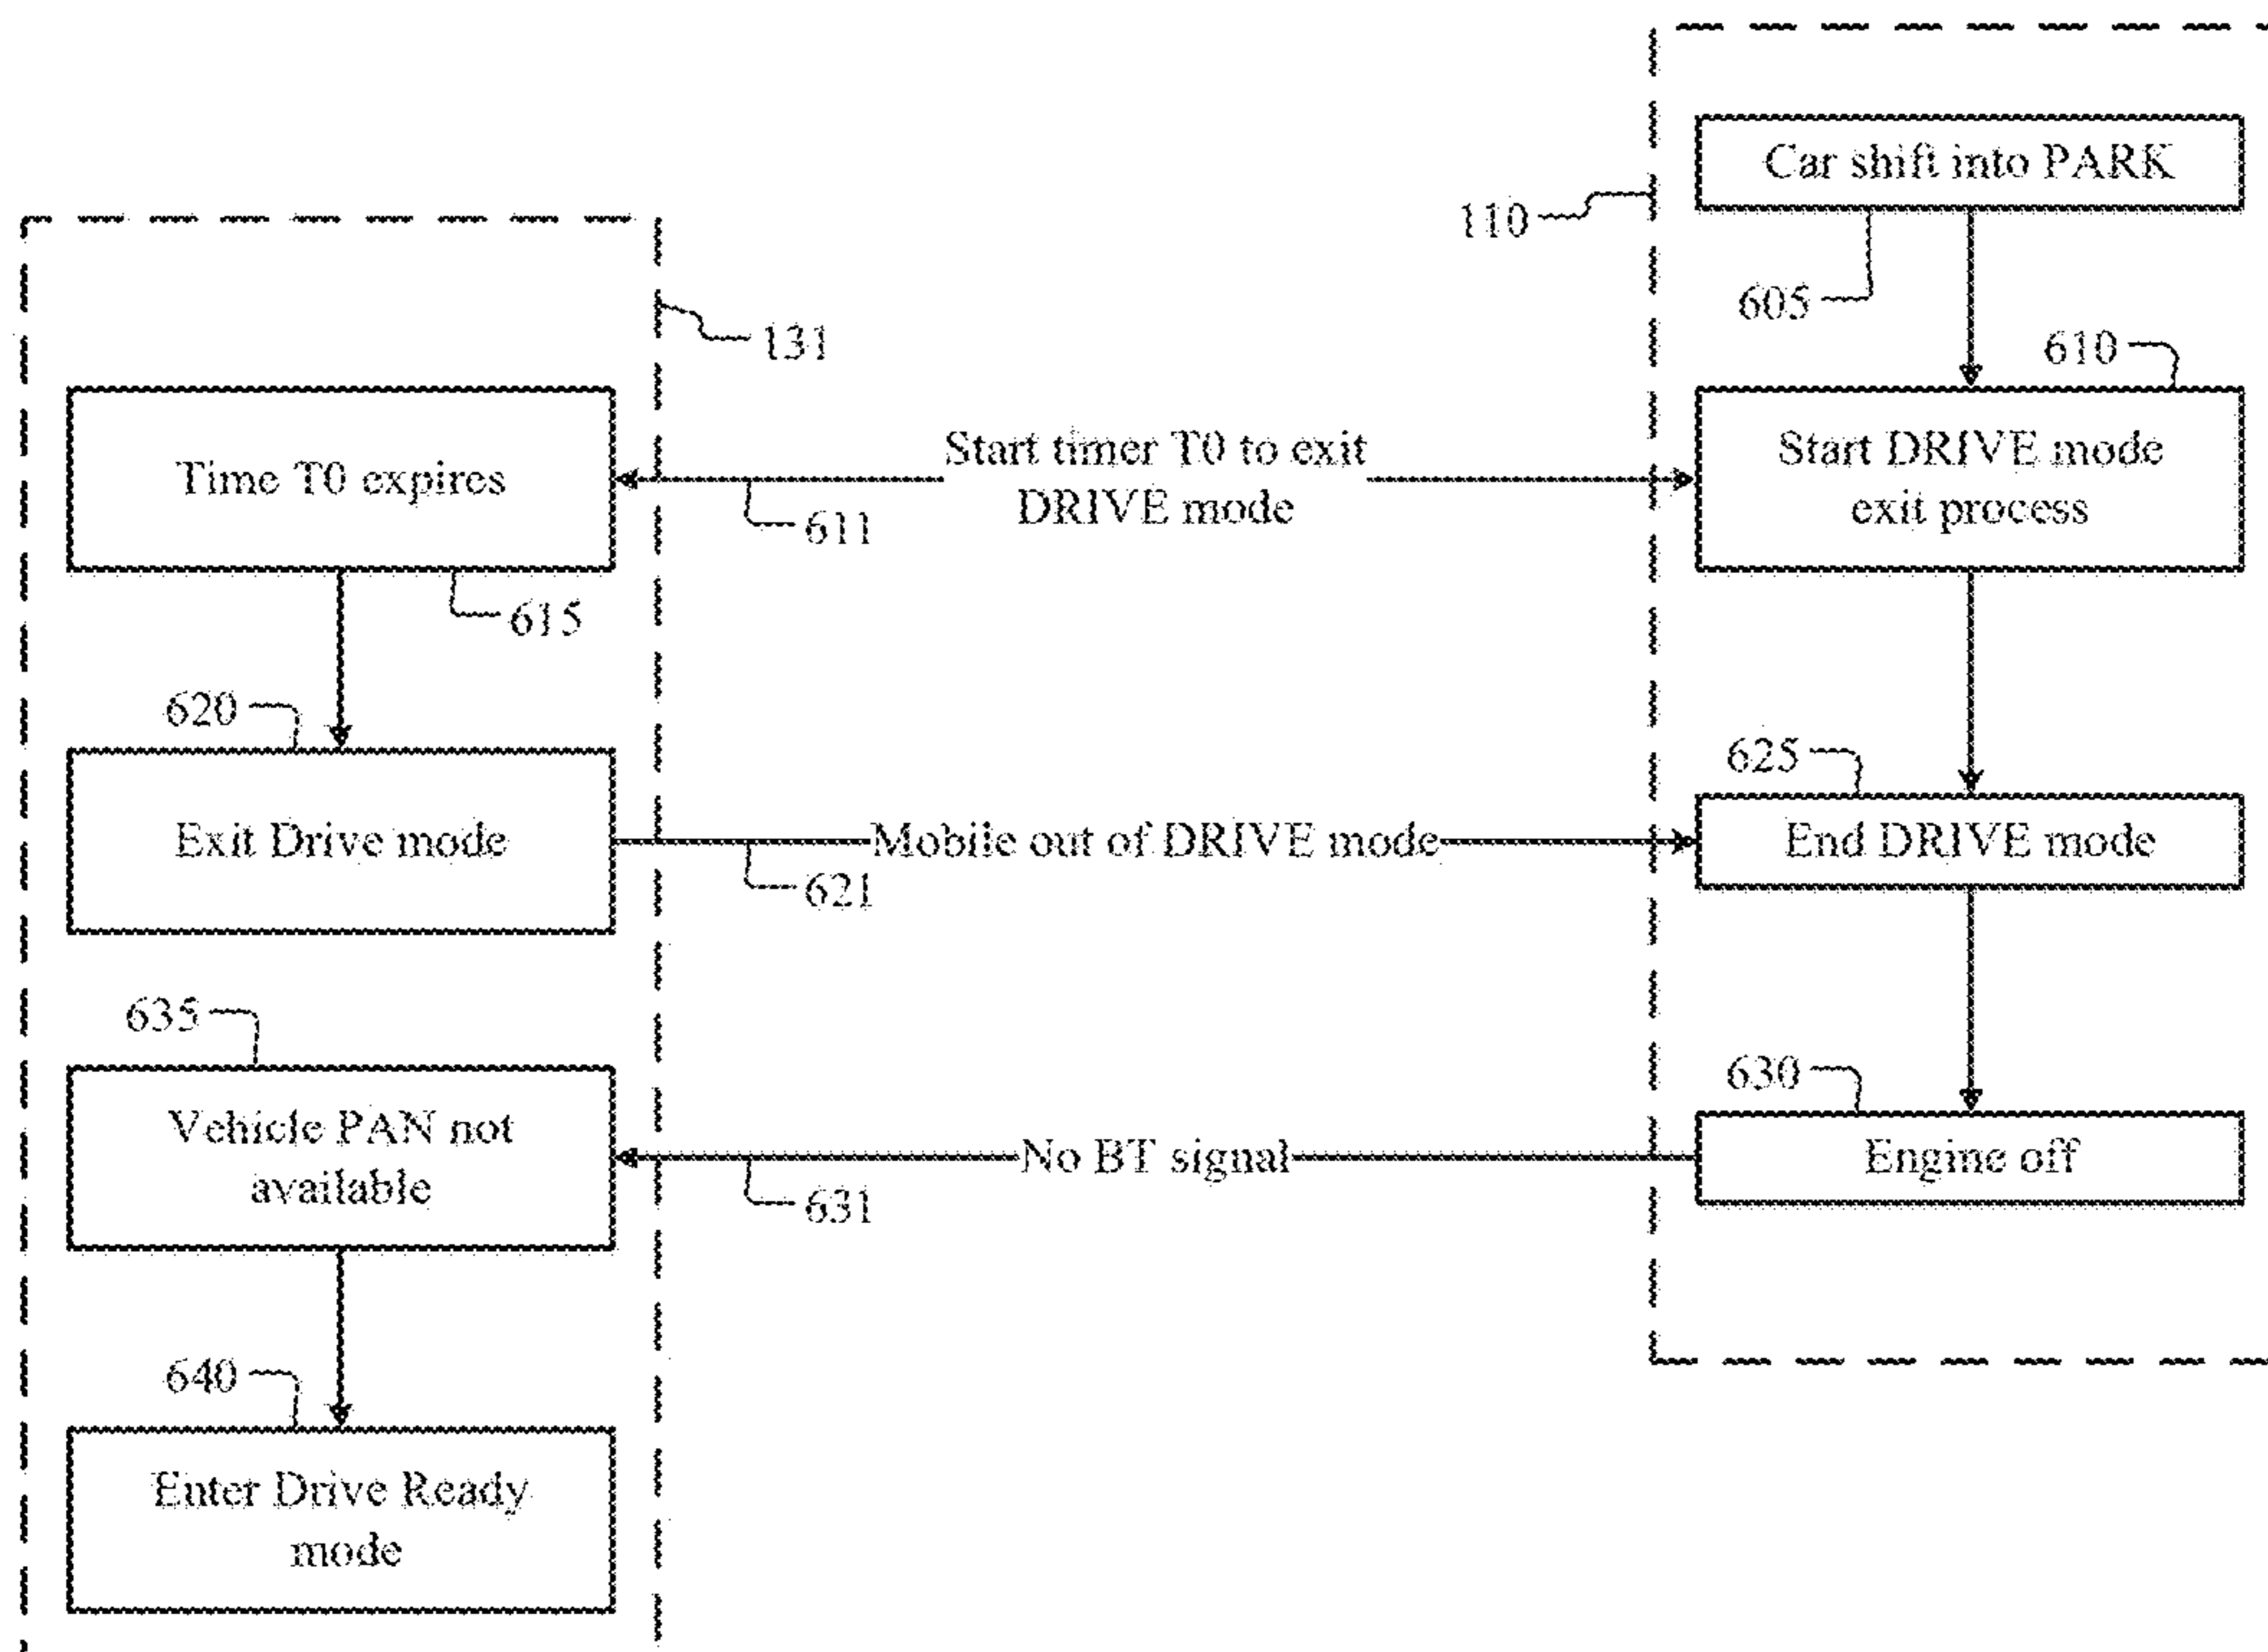 Car shift into PARK
110
605
131
610
Time T0 expires
Start timer T0 to exit
DRIVE mode
611
Start DRIVE mode
exit process
615
620
625
Exit Drive mode
Mobile out of DRIVE mode
621
End DRIVE mode
635
630
Vehicle PAN not
available
No BT signal
631
Engine off
640
Enter Drive Ready
mode